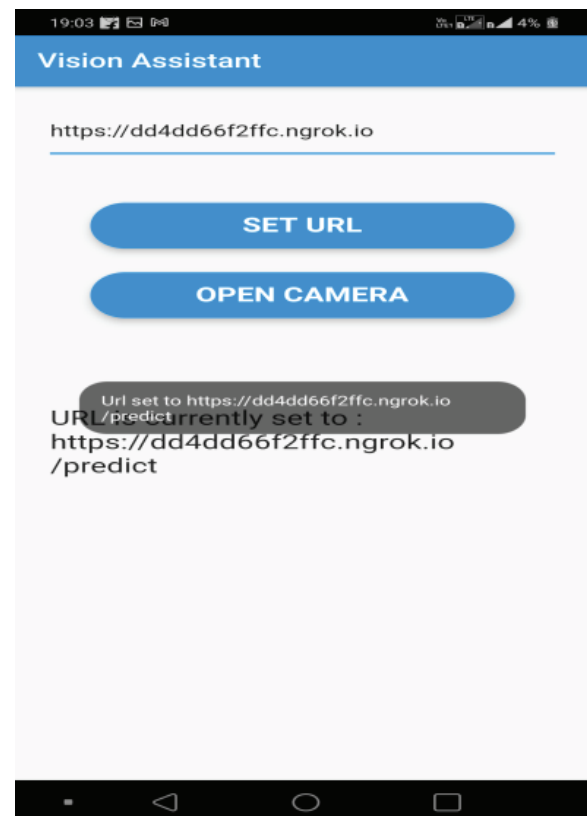 19:03 4%
Vision Assistant
https://dd4dd66f2ffc.ngrok.io
SET URL
OPEN CAMERA
Url set to https://dd4dd66f2ffc.ngrok.io
/predict
URL is currently set to :
https://dd4dd66f2ffc.ngrok.io
/predict